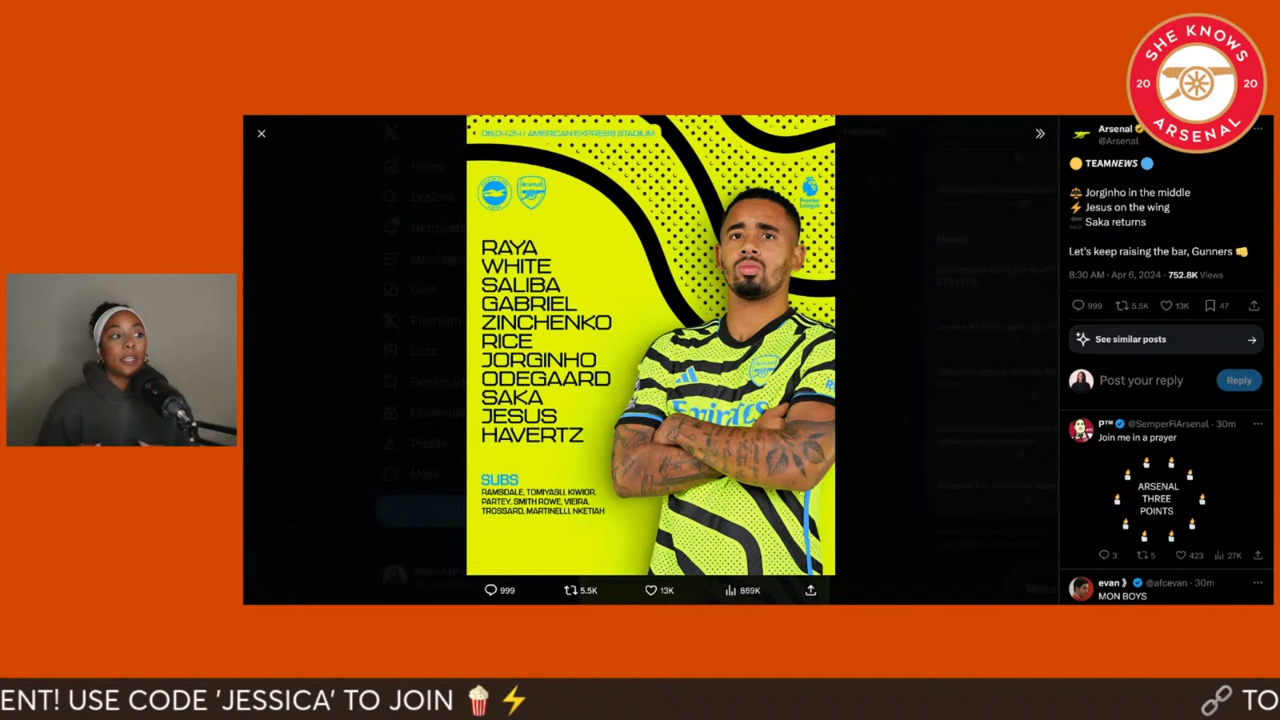 SHE KNOWS
20 20
ARSENAL
06.04.24 / AMERICAN EXPRESS STADIUM
Arsenal
Premier
League
RAYA
WHITE
SALIBA
GABRIEL
ZINCHENKO
RICE
JORGINHO
ODEGAARD
SAKA
JESUS
HAVERTZ
SUBS
RAMSDALE, TOMIYASU, KIWIOR,
PARTEY, SMITH ROWE, VIEIRA,
TROSSARD, MARTINELLI, NKETIAH
Emirates
999 5.5K 13K 869K
Arsenal
@Arsenal
TEAMNEWS
Jorginho in the middle
Jesus on the wing
Saka returns
Let's keep raising the bar, Gunners
8:30 AM · Apr 6, 2024 · 752.8K Views
999 5.5K 13K 47
See similar posts
Post your reply Reply
P™ @SemperFiArsenal · 30m
Join me in a prayer
ARSENAL
THREE
POINTS
3 5 423 27K
evan @afcevan · 30m
MON BOYS
ENT! USE CODE 'JESSICA' TO JOIN TO